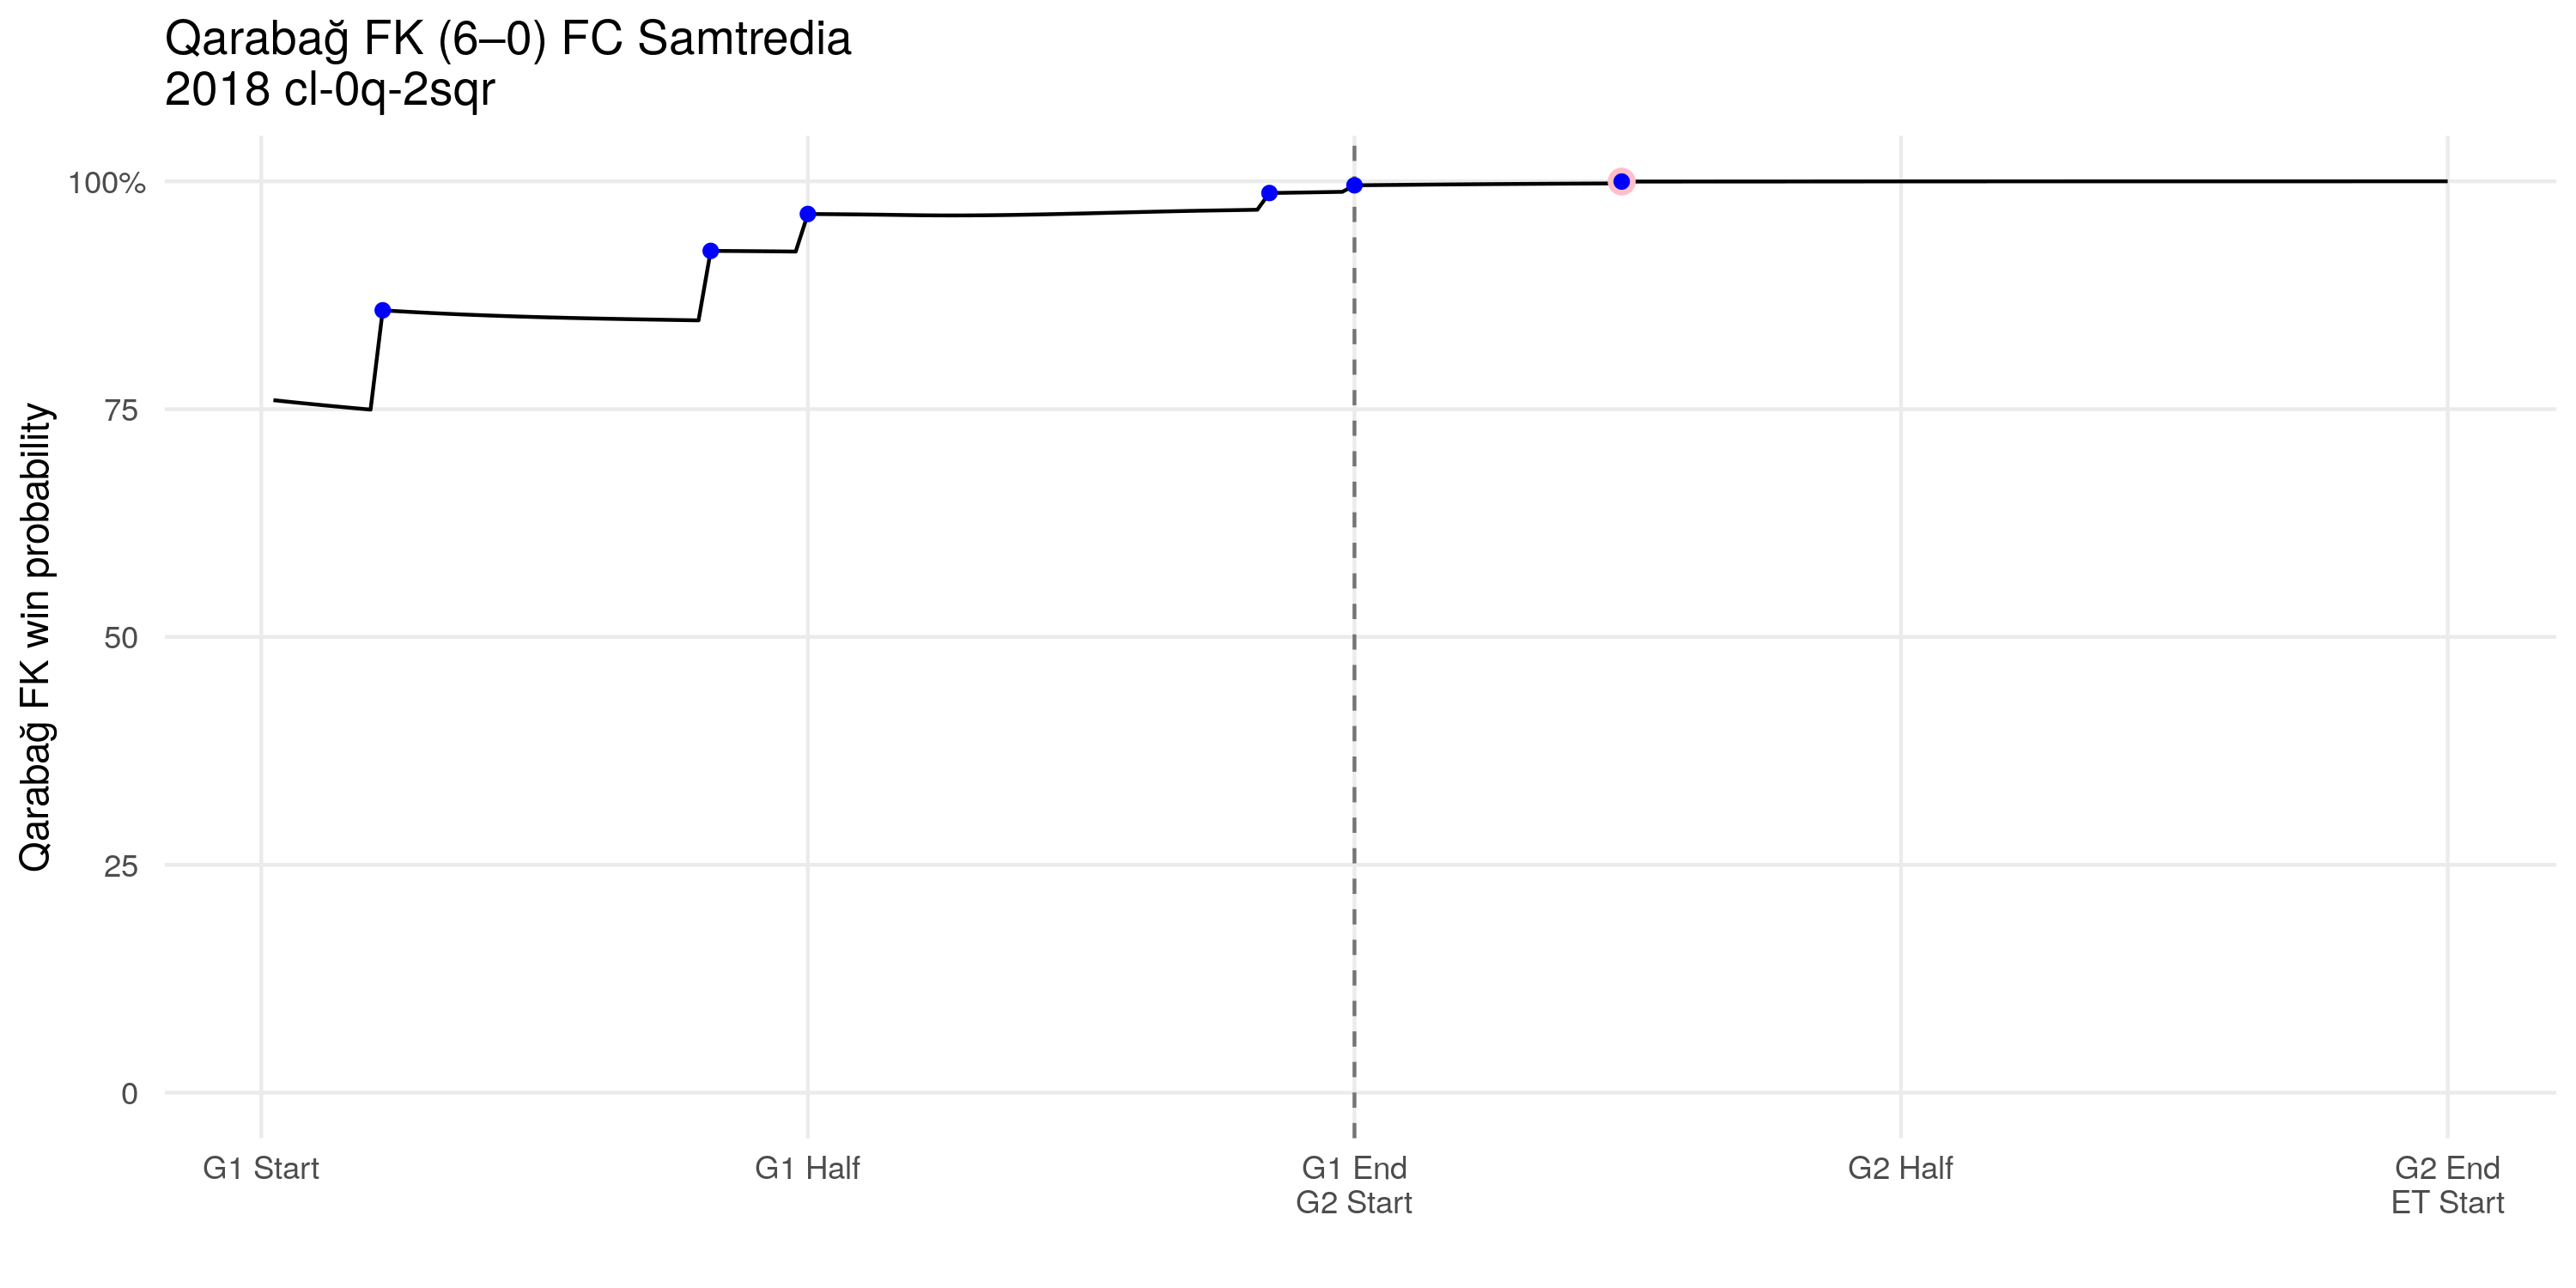 Qarabağ FK (6–0) FC Samtredia
2018 cl-0q-2sqr
Qarabağ FK win probability
100%
75
50
25
0
G1 Start
G1 Half
G1 End
G2 Start
G2 Half
G2 End
ET Start